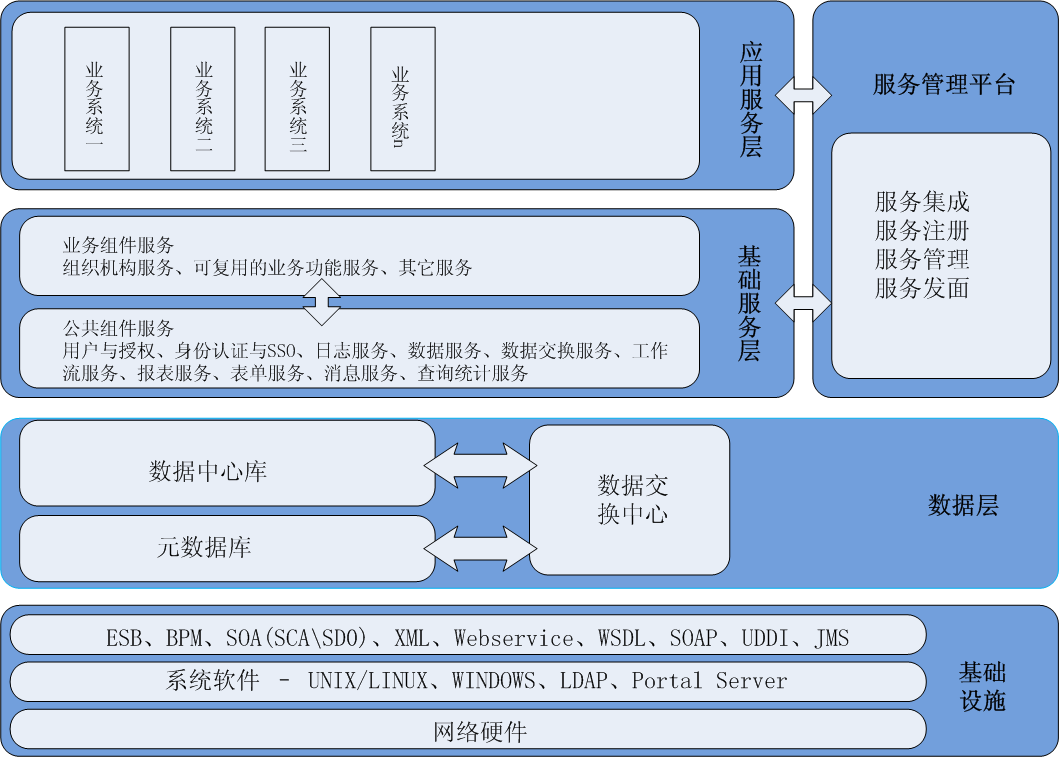 业务系统一
业务系统二
业务系统三
业务系统n
应用服务层
服务管理平台
服务集成
服务注册
服务管理
服务发面
业务组件服务
组织机构服务、可复用的业务功能服务、其它服务
公共组件服务
用户与授权、身份认证与SSO、日志服务、数据服务、数据交换服务、工作
流服务、报表服务、表单服务、消息服务、查询统计服务
基础服务层
数据中心库
元数据库
数据交
换中心
数据层
ESB、BPM、SOA(SCA\SDO)、XML、Webservice、WSDL、SOAP、UDDI、JMS
系统软件 - UNIX/LINUX、WINDOWS、LDAP、Portal Server
网络硬件
基础
设施